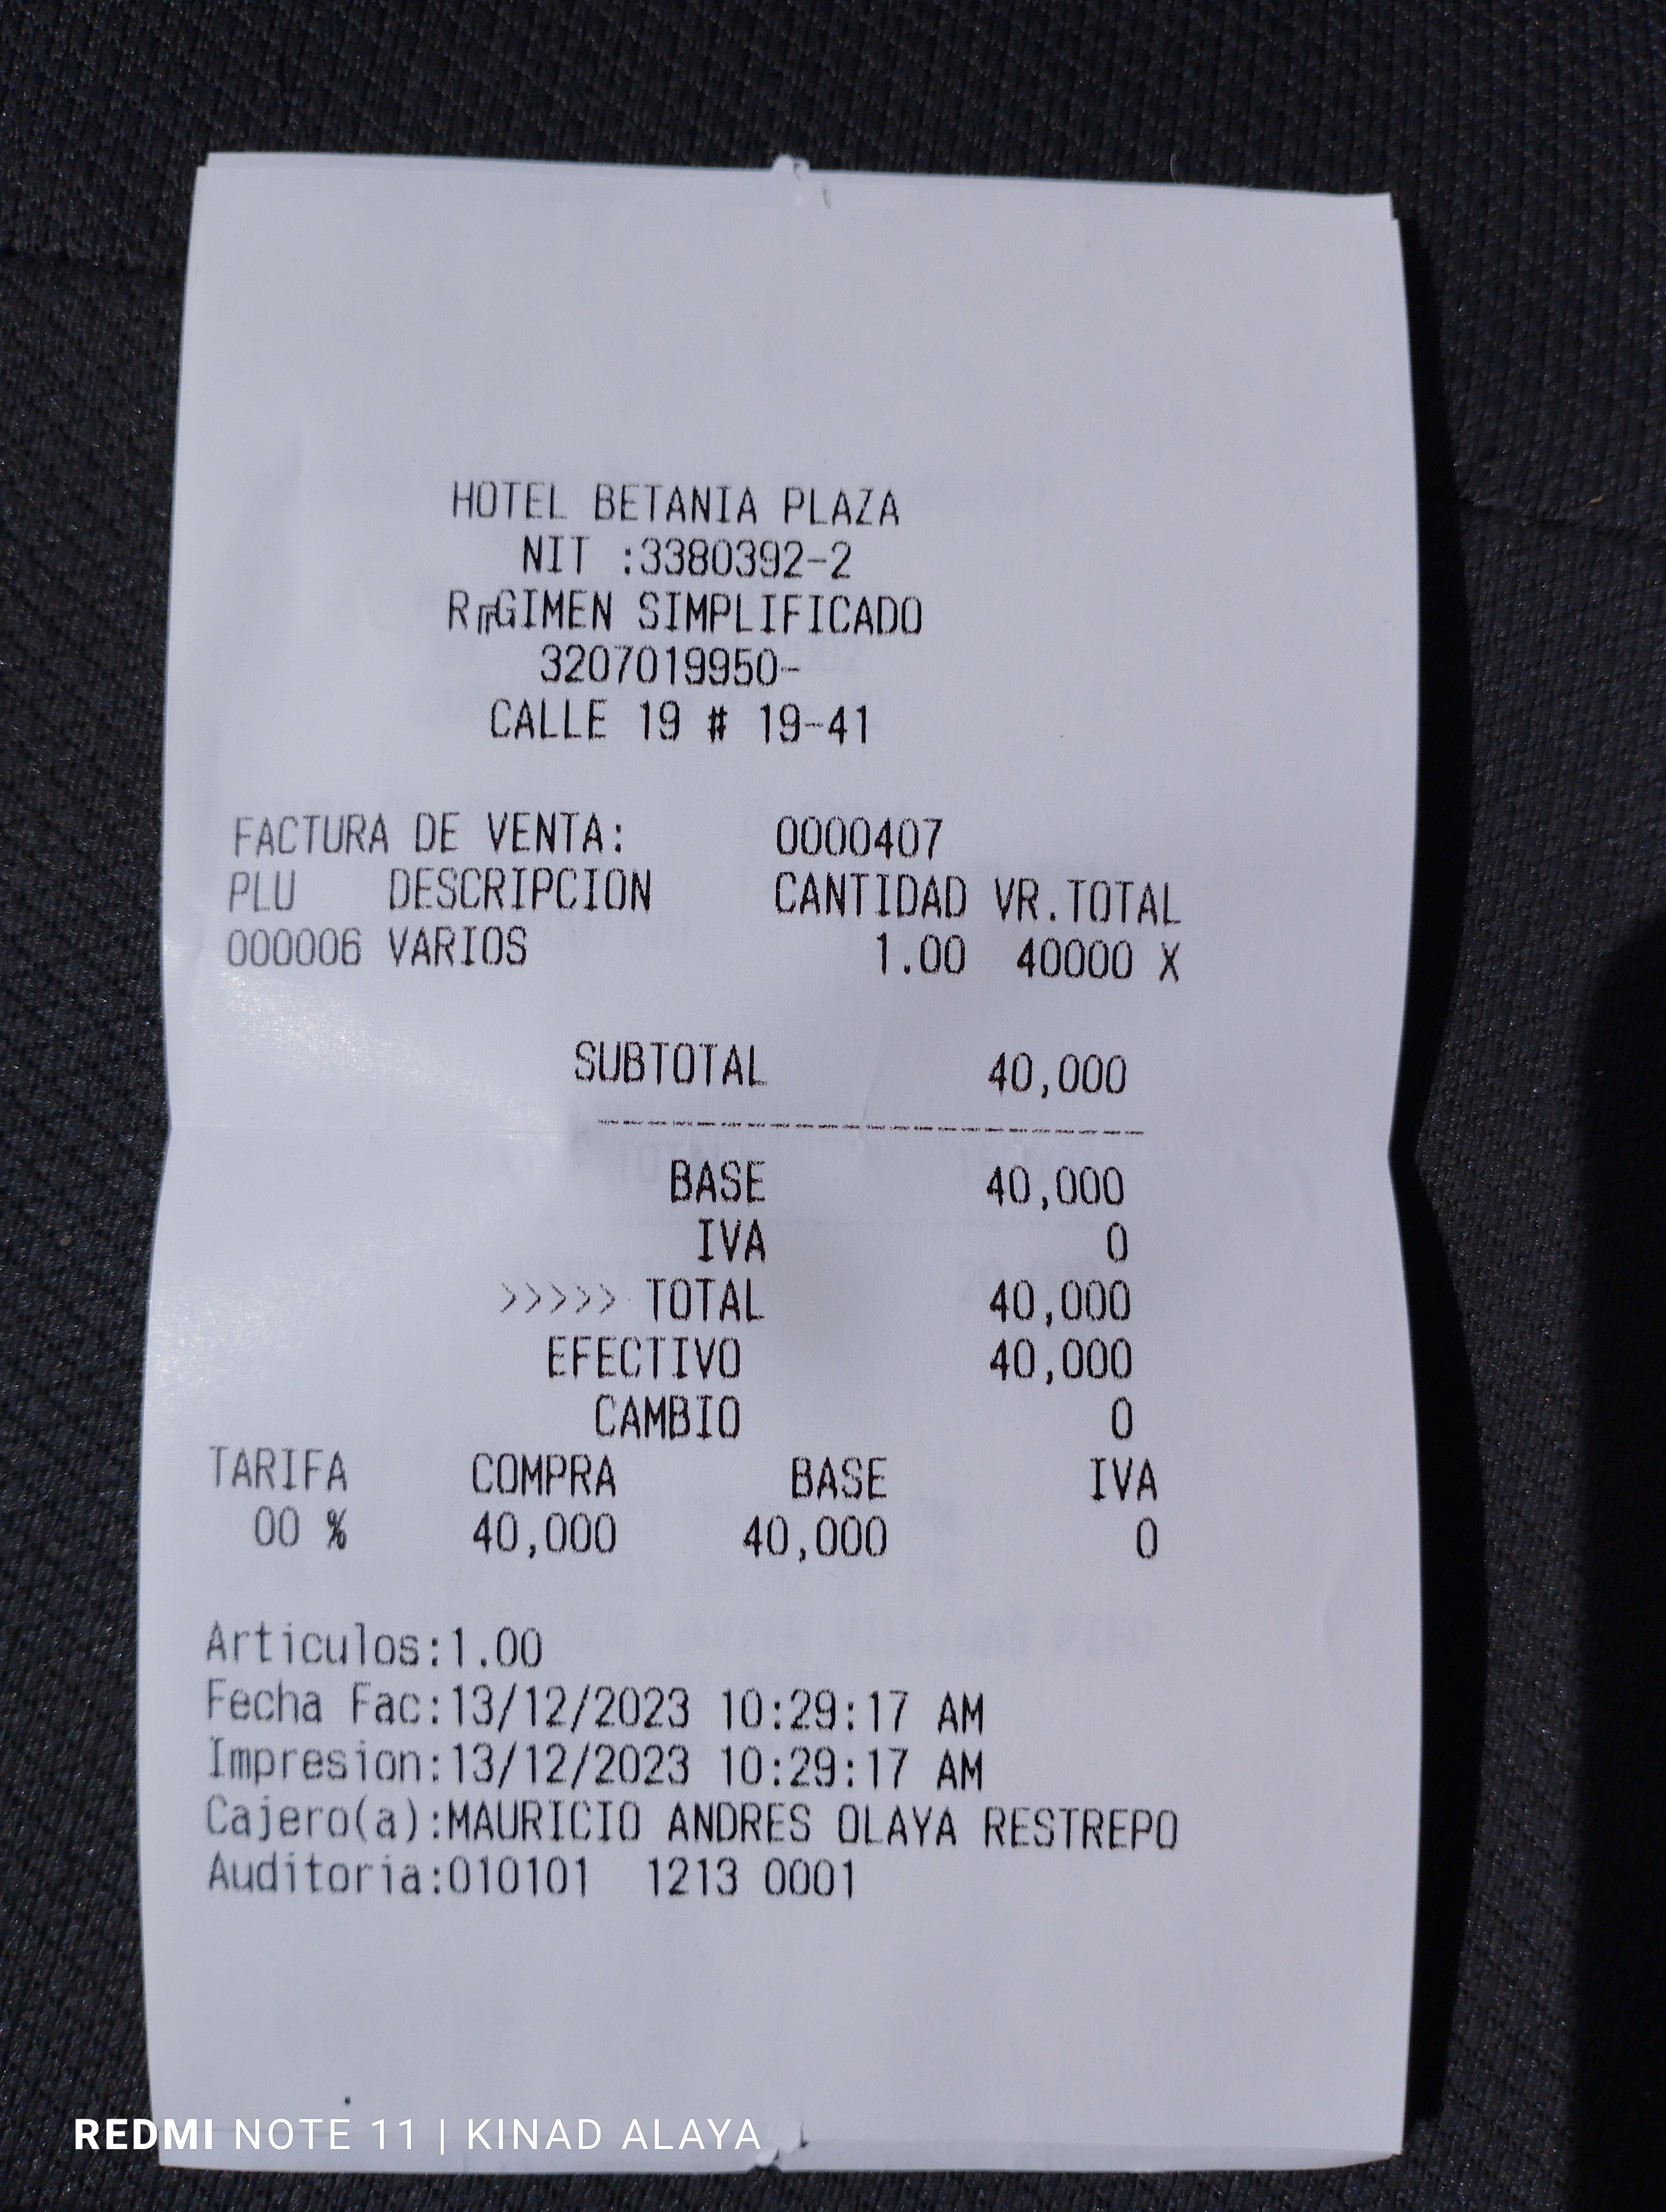 HOTEL BETANIA PLAZA
NIT :3380392-2
R╓GIMEN SIMPLIFICADO
3207019950-
CALLE 19 # 19-41
FACTURA DE VENTA: 0000407
PLU DESCRIPCION CANTIDAD VR.TOTAL
000006 VARIOS 1.00 40000 X
SUBTOTAL 40,000
BASE 40,000
IVA 0
>>>>> TOTAL 40,000
EFECTIVO 40,000
CAMBIO 0
TARIFA COMPRA BASE IVA
00 % 40,000 40,000 0
Articulos:1.00
Fecha Fac:13/12/2023 10:29:17 AM
Impresion:13/12/2023 10:29:17 AM
Cajero(a):MAURICIO ANDRES OLAYA RESTREPO
Auditoria:010101 1213 0001
REDMI NOTE 11 | KINAD ALAYA